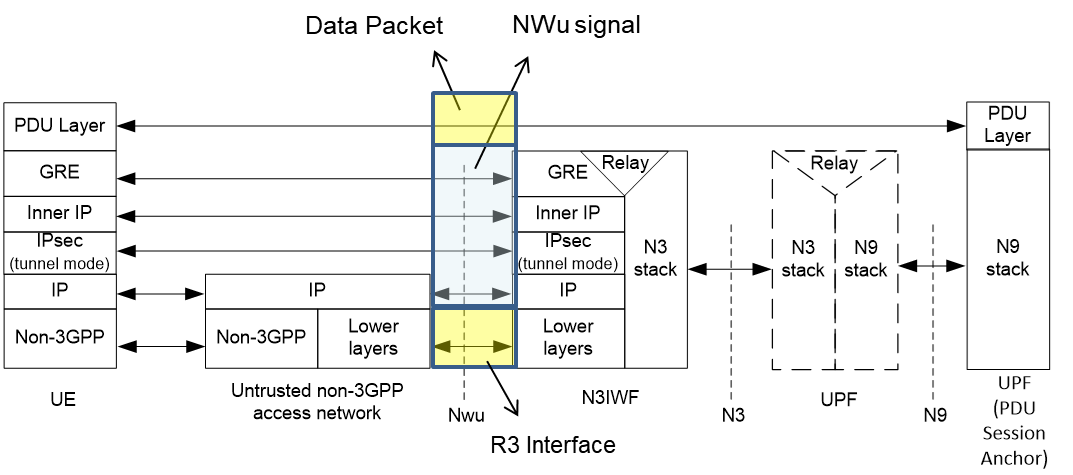 Data Packet
NWu signal
PDU Layer
PDU
Layer
GRE
GRE
Relay
Relay
Inner IP
Inner IP
IPsec
(tunnel mode)
IPsec
(tunnel mode)
N3
stack
N3
stack
N9
stack
N9
stack
IP
IP
IP
Non-3GPP
Non-3GPP
Lower
layers
Lower
layers
UE
Untrusted non-3GPP
access network
Nwu
N3IWF
N3
UPF
N9
UPF
(PDU
Session
Anchor)
R3 Interface